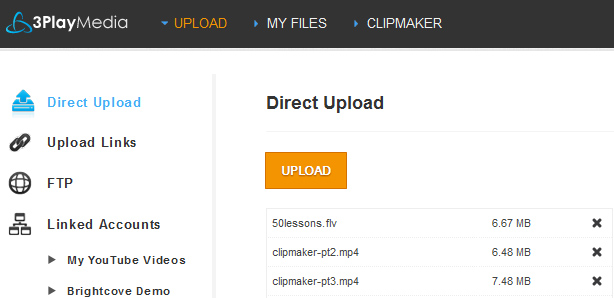 3PlayMedia UPLOAD MY FILES CLIPMAKER
Direct Upload
Upload Links
FTP
Linked Accounts
My YouTube Videos
Brightcove Demo
Direct Upload
UPLOAD
50lessons.flv 6.67 MB
clipmaker-pt2.mp4 6.48 MB
clipmaker-pt3.mp4 7.48 MB